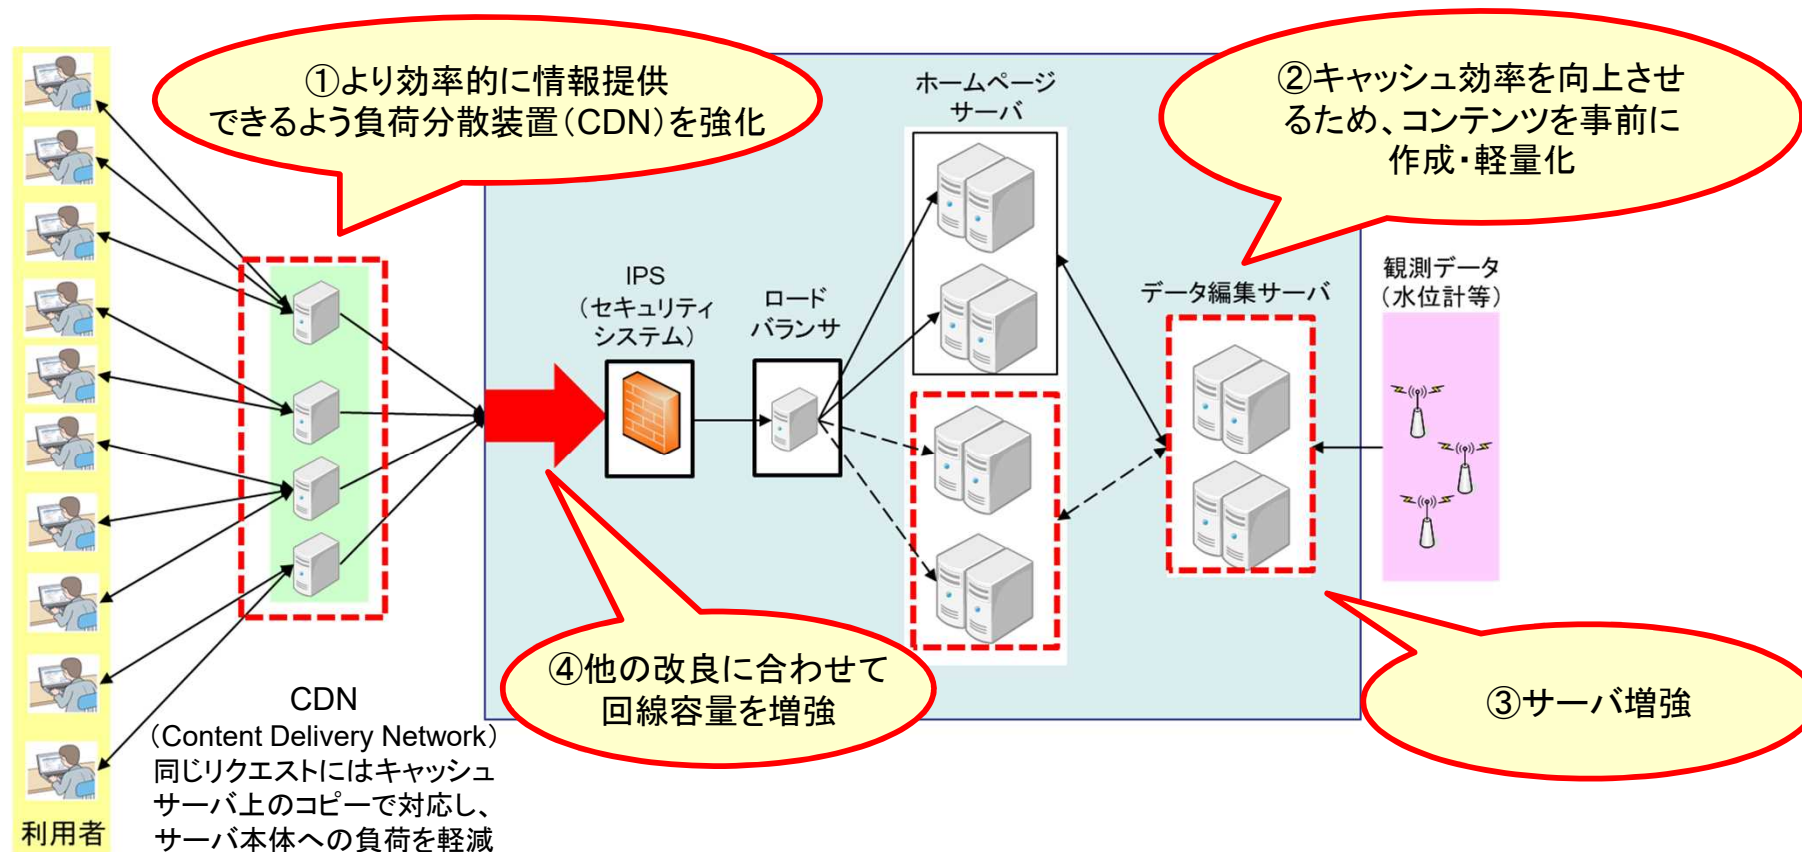 ①より効率的に情報提供
できるよう負荷分散装置（CDN）を強化
ホームページ
サーバ
②キャッシュ効率を向上させ
るため、コンテンツを事前に
作成・軽量化
IPS
（セキュリティ
システム）
ロード
バランサ
データ編集サーバ
観測データ
（水位計等）
④他の改良に合わせて
回線容量を増強
③サーバ増強
CDN
（Content Delivery Network）
同じリクエストにはキャッシュ
サーバ上のコピーで対応し、
サーバ本体への負荷を軽減
利用者